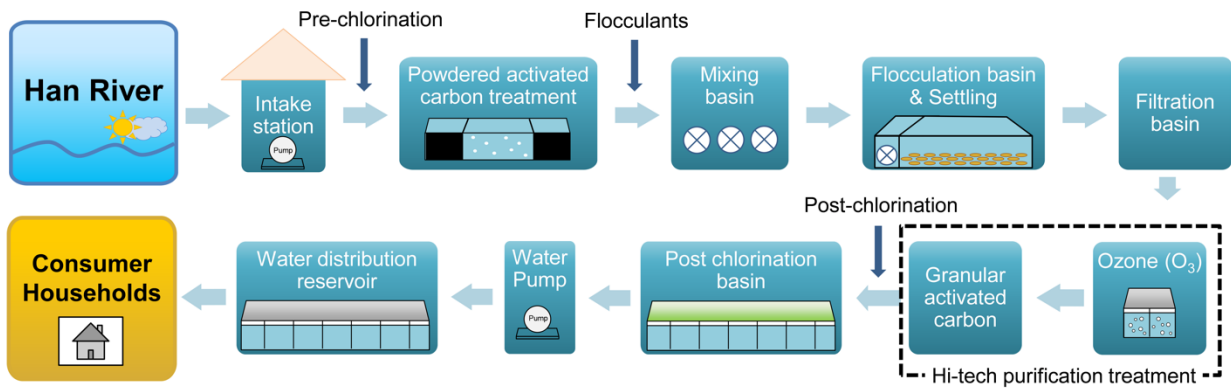 Pre-chlorination
Flocculants
Han River
Intake
station
Pump
Powdered activated
carbon treatment
Mixing
basin
Flocculation basin
& Settling
Filtration
basin
Post-chlorination
Consumer
Households
Water distribution
reservoir
Water
Pump
Pump
Post chlorination
basin
Granular
activated
carbon
Ozone (O₃)
Hi-tech purification treatment